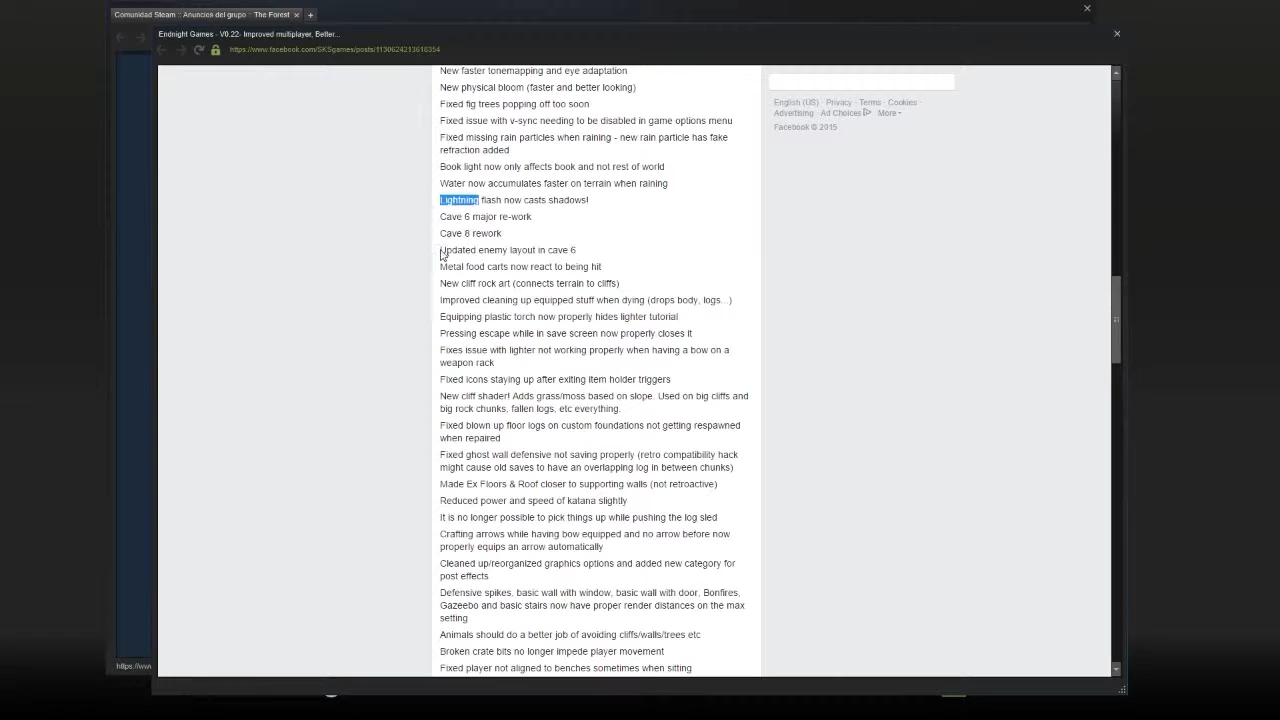 Comunidad Steam :: Anuncios del grupo :: The Forest
Endnight Games - V0.22- Improved multiplayer, Better...
https://www.facebook.com/SKSgames/posts/1130624213618354
New faster tonemapping and eye adaptation
New physical bloom (faster and better looking)
Fixed fig trees popping off too soon
Fixed issue with v-sync needing to be disabled in game options menu
Fixed missing rain particles when raining - new rain particle has fake
refraction added
Book light now only affects book and not rest of world
Water now accumulates faster on terrain when raining
Lightning flash now casts shadows!
Cave 6 major re-work
Cave 8 rework
Updated enemy layout in cave 6
Metal food carts now react to being hit
New cliff rock art (connects terrain to cliffs)
Improved cleaning up equipped stuff when dying (drops body, logs...)
Equipping plastic torch now properly hides lighter tutorial
Pressing escape while in save screen now properly closes it
Fixes issue with lighter not working properly when having a bow on a
weapon rack
Fixed icons staying up after exiting item holder triggers
New cliff shader! Adds grass/moss based on slope. Used on big cliffs and
big rock chunks, fallen logs, etc everything.
Fixed blown up floor logs on custom foundations not getting respawned
when repaired
Fixed ghost wall defensive not saving properly (retro compatibility hack
might cause old saves to have an overlapping log in between chunks)
Made Ex Floors & Roof closer to supporting walls (not retroactive)
Reduced power and speed of katana slightly
It is no longer possible to pick things up while pushing the log sled
Crafting arrows while having bow equipped and no arrow before now
properly equips an arrow automatically
Cleaned up/reorganized graphics options and added new category for
post effects
Defensive spikes, basic wall with window, basic wall with door, Bonfires,
Gazeebo and basic stairs now have proper render distances on the max
setting
Animals should do a better job of avoiding cliffs/walls/trees etc
Broken crate bits no longer impede player movement
Fixed player not aligned to benches sometimes when sitting
English (US) · Privacy · Terms · Cookies ·
Advertising · Ad Choices · More
Facebook © 2015
https://ww